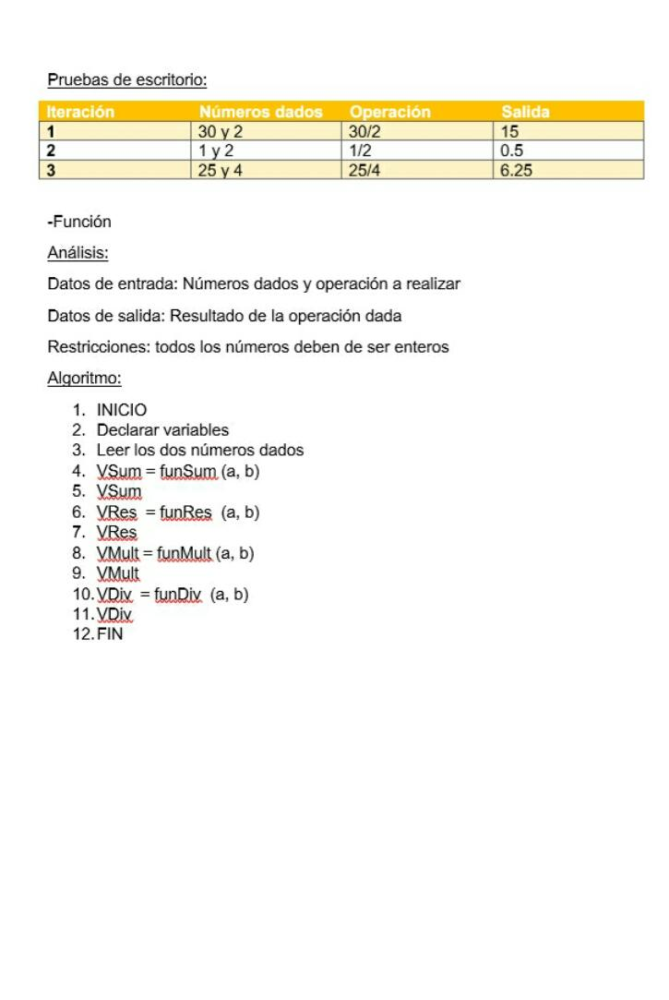 Pruebas de escritorio:
Iteración Números dados Operación Salida
1 30 y 2 30/2 15
2 1 y 2 1/2 0.5
3 25 y 4 25/4 6.25
-Función
Análisis:
Datos de entrada: Números dados y operación a realizar
Datos de salida: Resultado de la operación dada
Restricciones: todos los números deben de ser enteros
Algoritmo:
1. INICIO
2. Declarar variables
3. Leer los dos números dados
4. VSum = funSum (a, b)
5. VSum
6. VRes = funRes (a, b)
7. VRes
8. VMult = funMult (a, b)
9. VMult
10. VDiv = funDiv (a, b)
11. VDiv
12. FIN